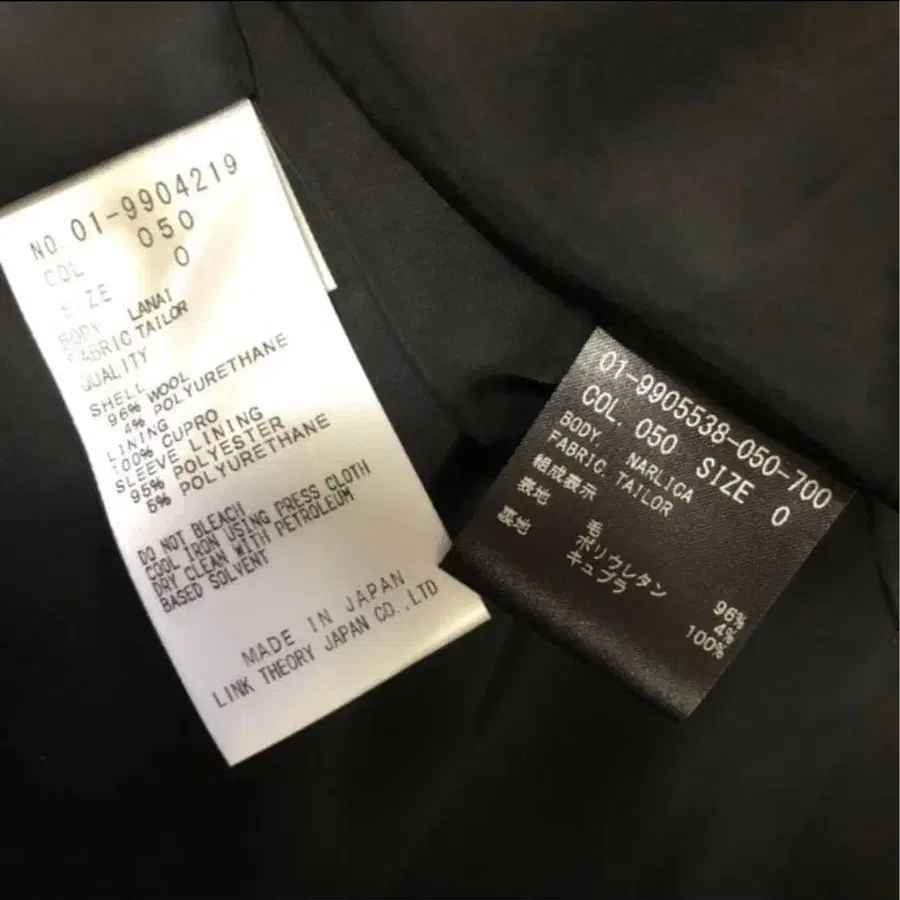 NO. 01-9904219
COL 050
SIZE 0
BODY LANAI
FABRIC TAILOR
QUALITY
SHELL
96% WOOL
4% POLYURETHANE
LINING
100% CUPRO
SLEEVE LINING
95% POLYESTER
5% POLYURETHANE
DO NOT BLEACH
COOL IRON USING PRESS CLOTH
DRY CLEAN WITH PETROLEUM
BASED SOLVENT
MADE IN JAPAN
LINK THEORY JAPAN CO.,LTD
01-9905538-050-700
COL. 050 SIZE 0
BODY NARLICA
FABRIC TAILOR
組成表示
表地 毛 96%
ポリウレタン 4%
裏地 キュプラ 100%